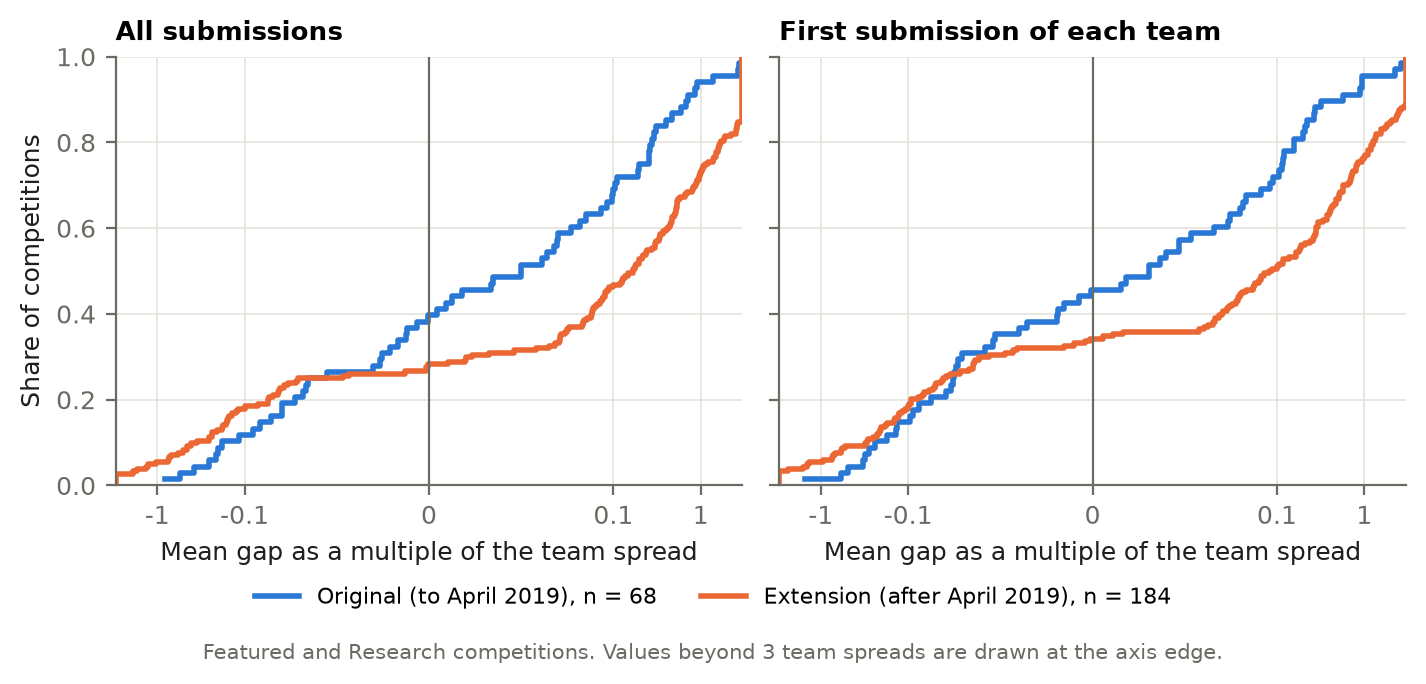 All submissions
First submission of each team
Share of competitions
1.0
0.8
0.6
0.4
0.2
0.0
-1 -0.1 0 0.1 1
-1 -0.1 0 0.1 1
Mean gap as a multiple of the team spread
Mean gap as a multiple of the team spread
Original (to April 2019), n = 68
Extension (after April 2019), n = 184
Featured and Research competitions. Values beyond 3 team spreads are drawn at the axis edge.